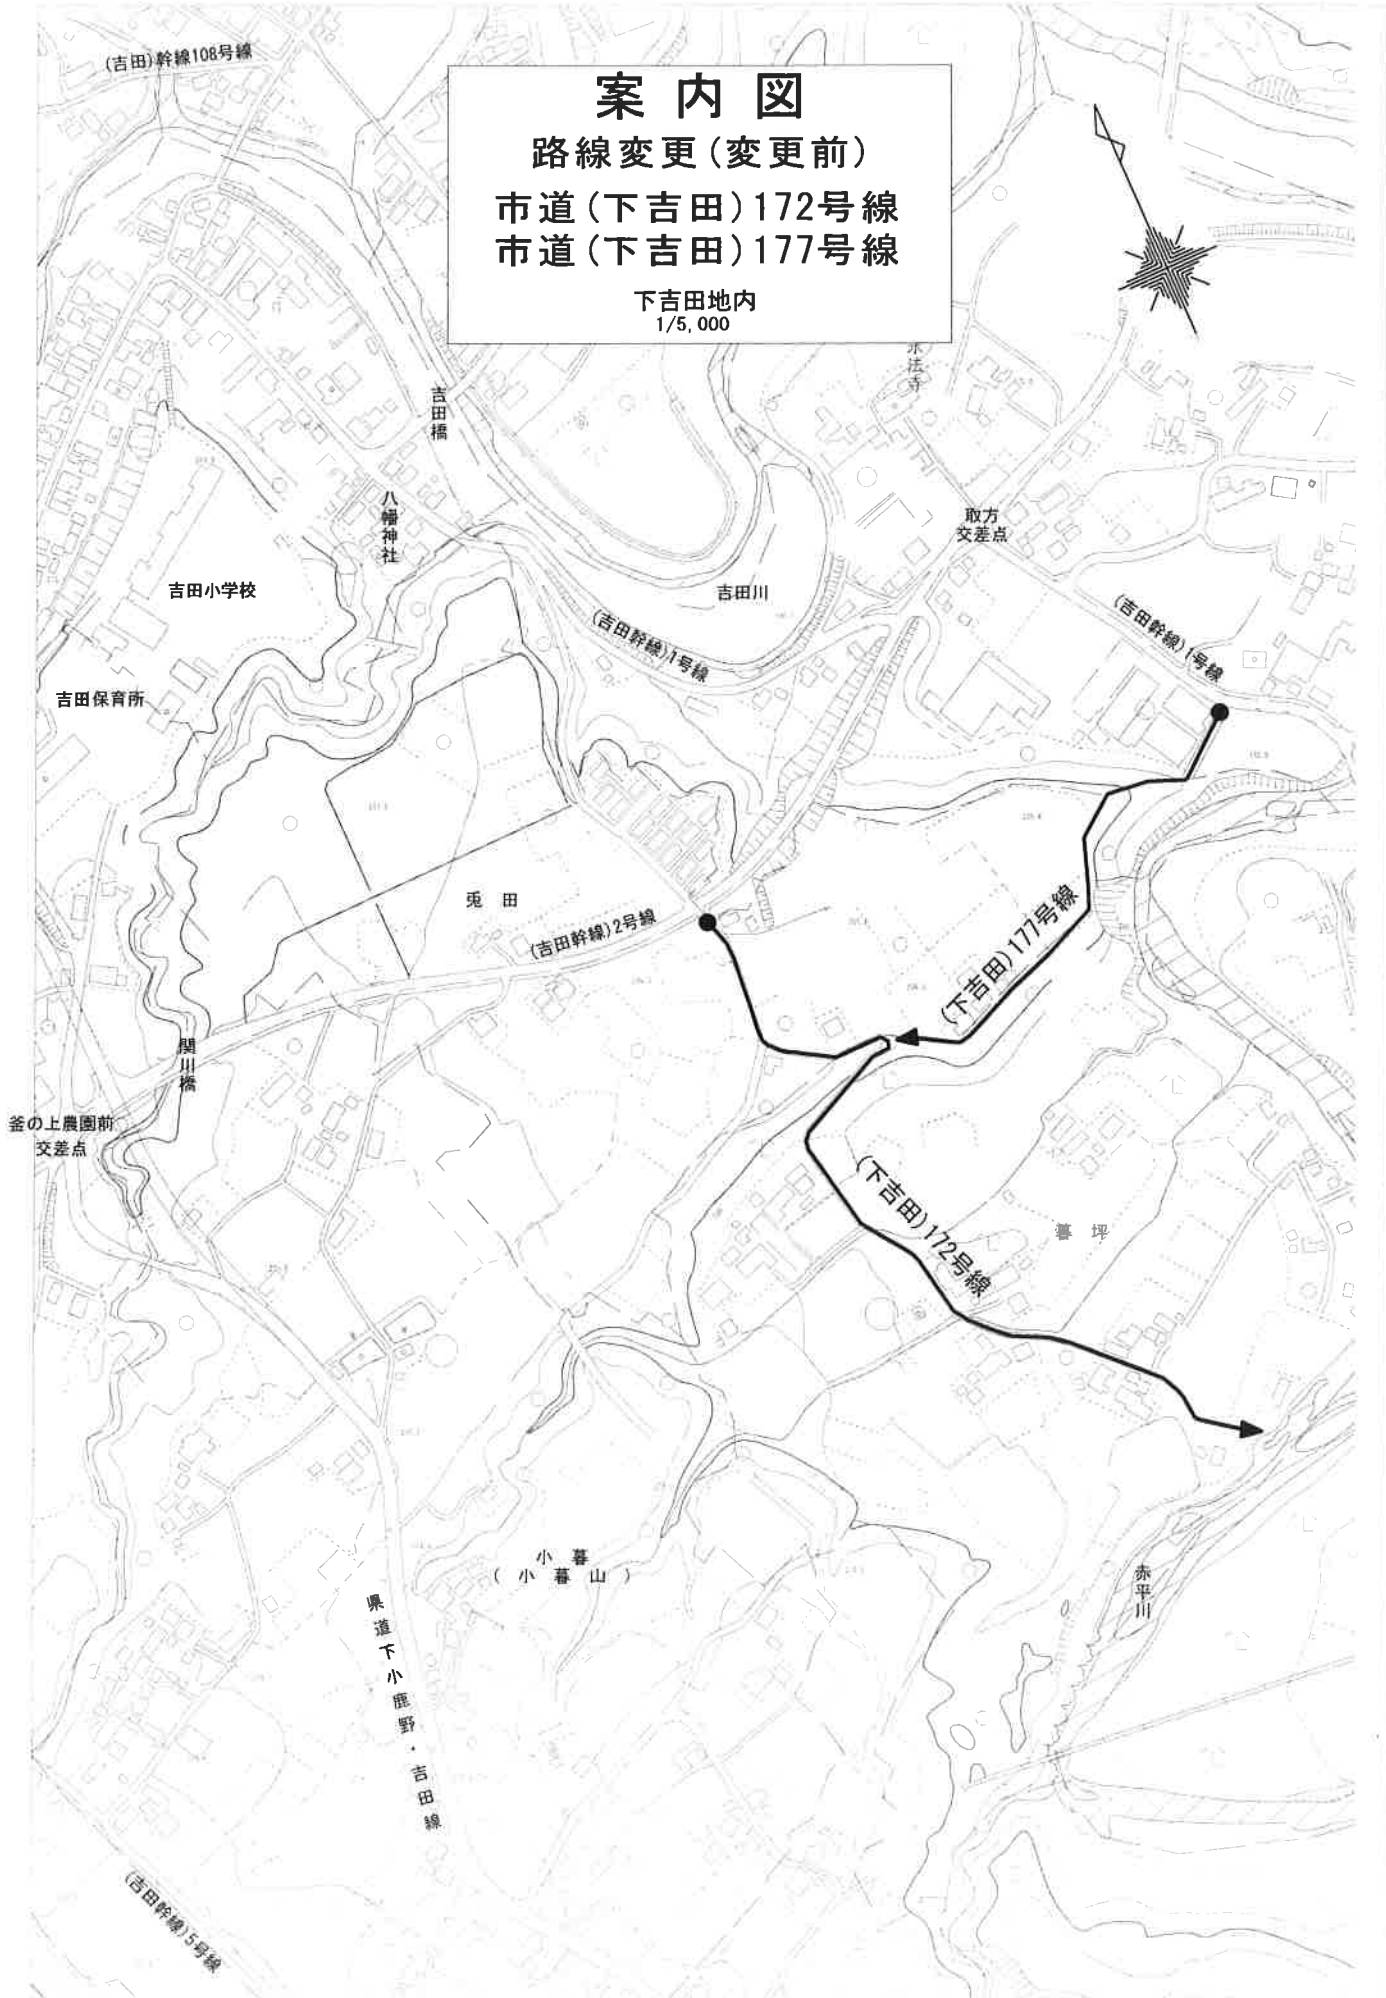 (吉田)幹線108号線
案内図
路線変更(変更前)
市道(下吉田)172号線
市道(下吉田)177号線
下吉田地内
1/5,000
永法寺
吉田橋
八幡神社
取方
交差点
吉田小学校
吉田川
(吉田幹線)1号線
(吉田幹線)1号線
吉田保育所
兎田
(吉田幹線)2号線
(下吉田)177号線
関川橋
釜の上農園前
交差点
(下吉田)172号線
暮坪
小暮
(小暮山)
赤平川
県道下小鹿野・吉田線
(吉田幹線)5号線